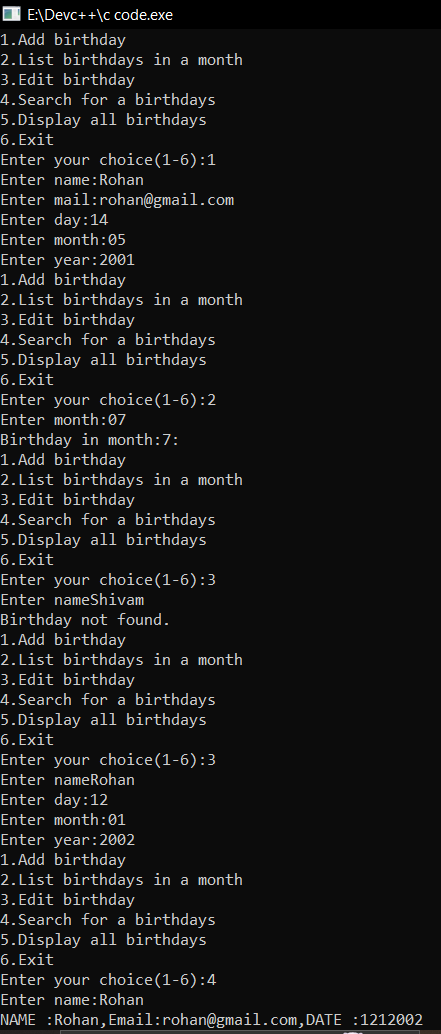 E:\Devc++\c code.exe
1.Add birthday
2.List birthdays in a month
3.Edit birthday
4.Search for a birthdays
5.Display all birthdays
6.Exit
Enter your choice(1-6):1
Enter name:Rohan
Enter mail:rohan@gmail.com
Enter day:14
Enter month:05
Enter year:2001
1.Add birthday
2.List birthdays in a month
3.Edit birthday
4.Search for a birthdays
5.Display all birthdays
6.Exit
Enter your choice(1-6):2
Enter month:07
Birthday in month:7:
1.Add birthday
2.List birthdays in a month
3.Edit birthday
4.Search for a birthdays
5.Display all birthdays
6.Exit
Enter your choice(1-6):3
Enter nameShivam
Birthday not found.
1.Add birthday
2.List birthdays in a month
3.Edit birthday
4.Search for a birthdays
5.Display all birthdays
6.Exit
Enter your choice(1-6):3
Enter nameRohan
Enter day:12
Enter month:01
Enter year:2002
1.Add birthday
2.List birthdays in a month
3.Edit birthday
4.Search for a birthdays
5.Display all birthdays
6.Exit
Enter your choice(1-6):4
Enter name:Rohan
NAME :Rohan,Email:rohan@gmail.com,DATE :1212002